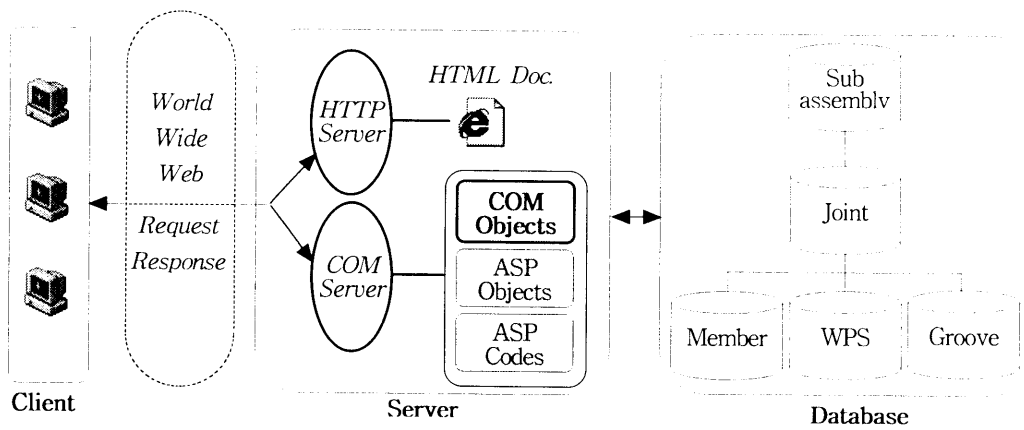 World
Wide
Web
Request
Response
Client
HTTP
Server
HTML Doc.
COM
Server
COM
Objects
ASP
Objects
ASP
Codes
Server
Sub
assembly
Joint
Member
WPS
Groove
Database